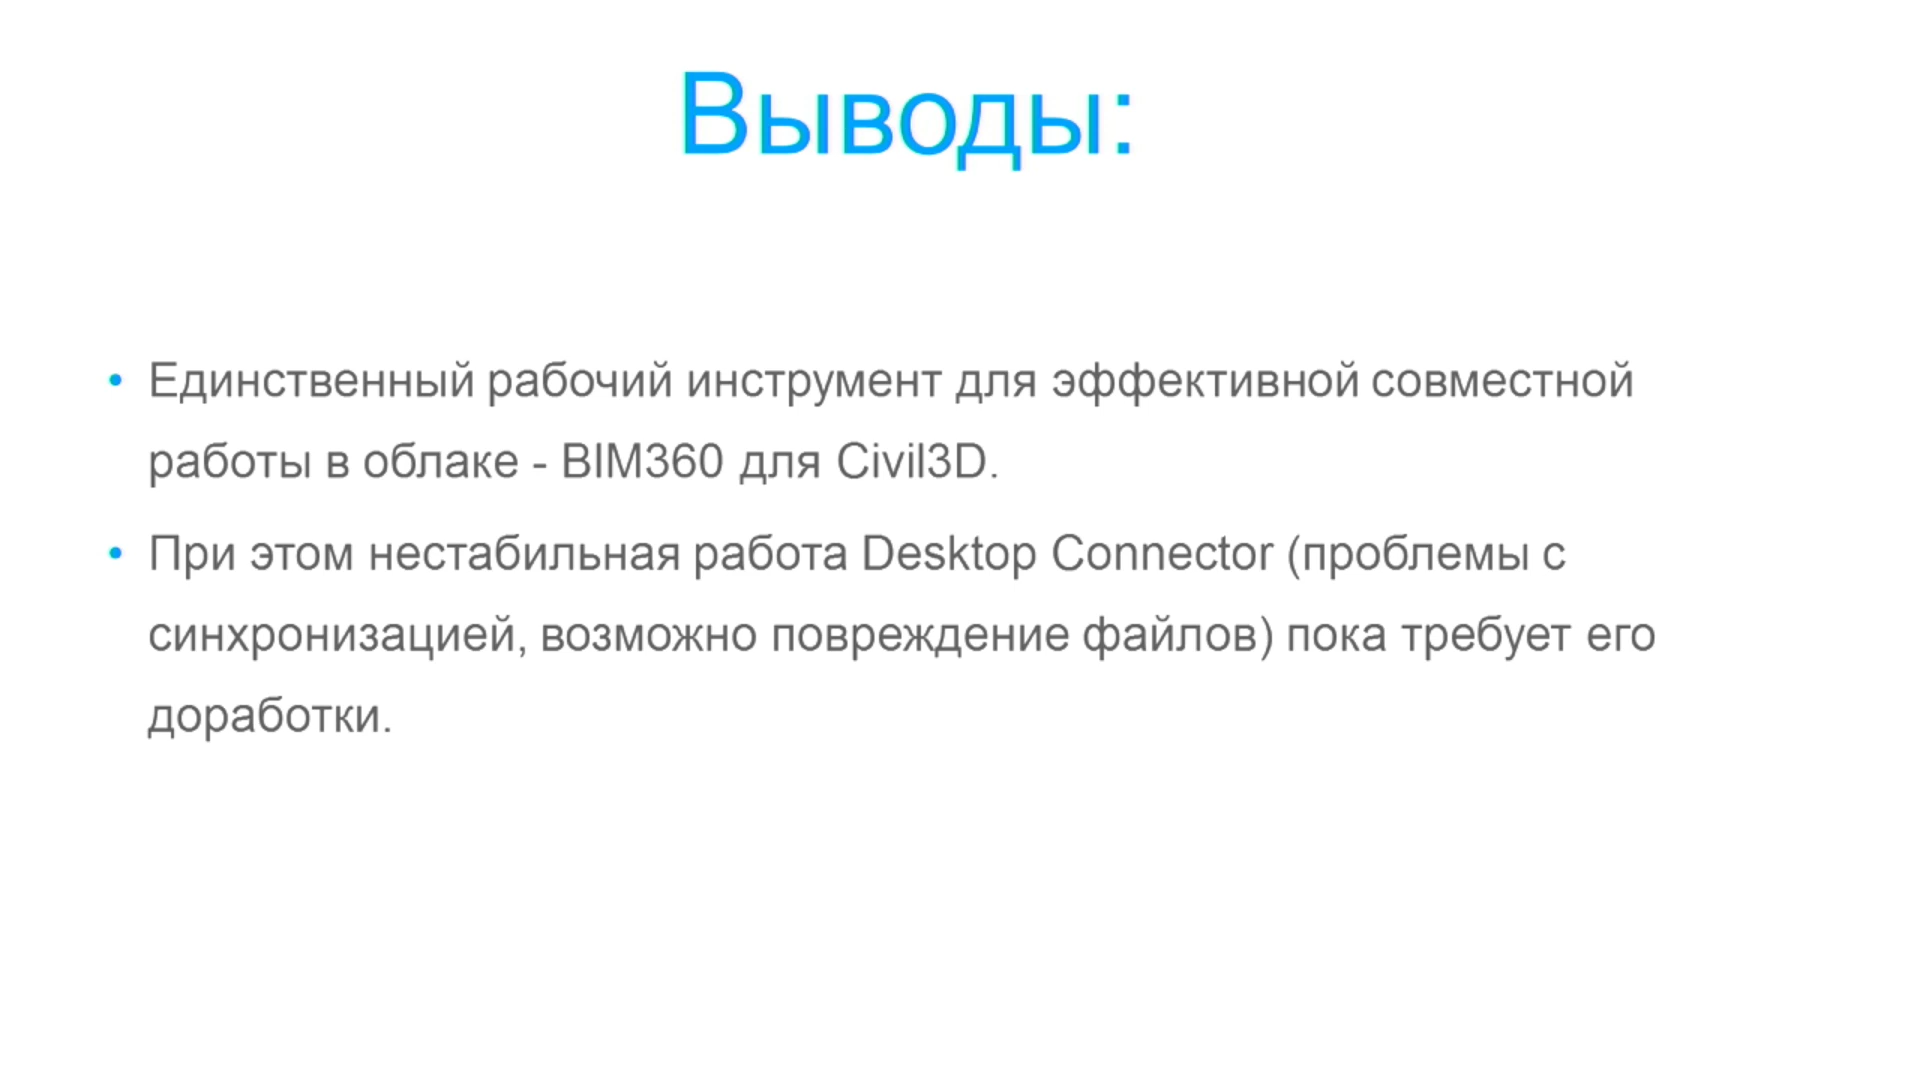 Выводы:
• Единственный рабочий инструмент для эффективной совместной
работы в облаке - BIM360 для Civil3D.
• При этом нестабильная работа Desktop Connector (проблемы с
синхронизацией, возможно повреждение файлов) пока требует его
доработки.